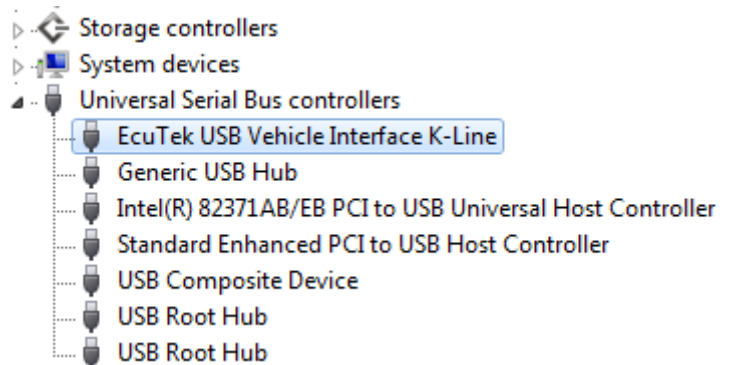 Storage controllers
System devices
Universal Serial Bus controllers
EcuTek USB Vehicle Interface K-Line
Generic USB Hub
Intel(R) 82371AB/EB PCI to USB Universal Host Controller
Standard Enhanced PCI to USB Host Controller
USB Composite Device
USB Root Hub
USB Root Hub